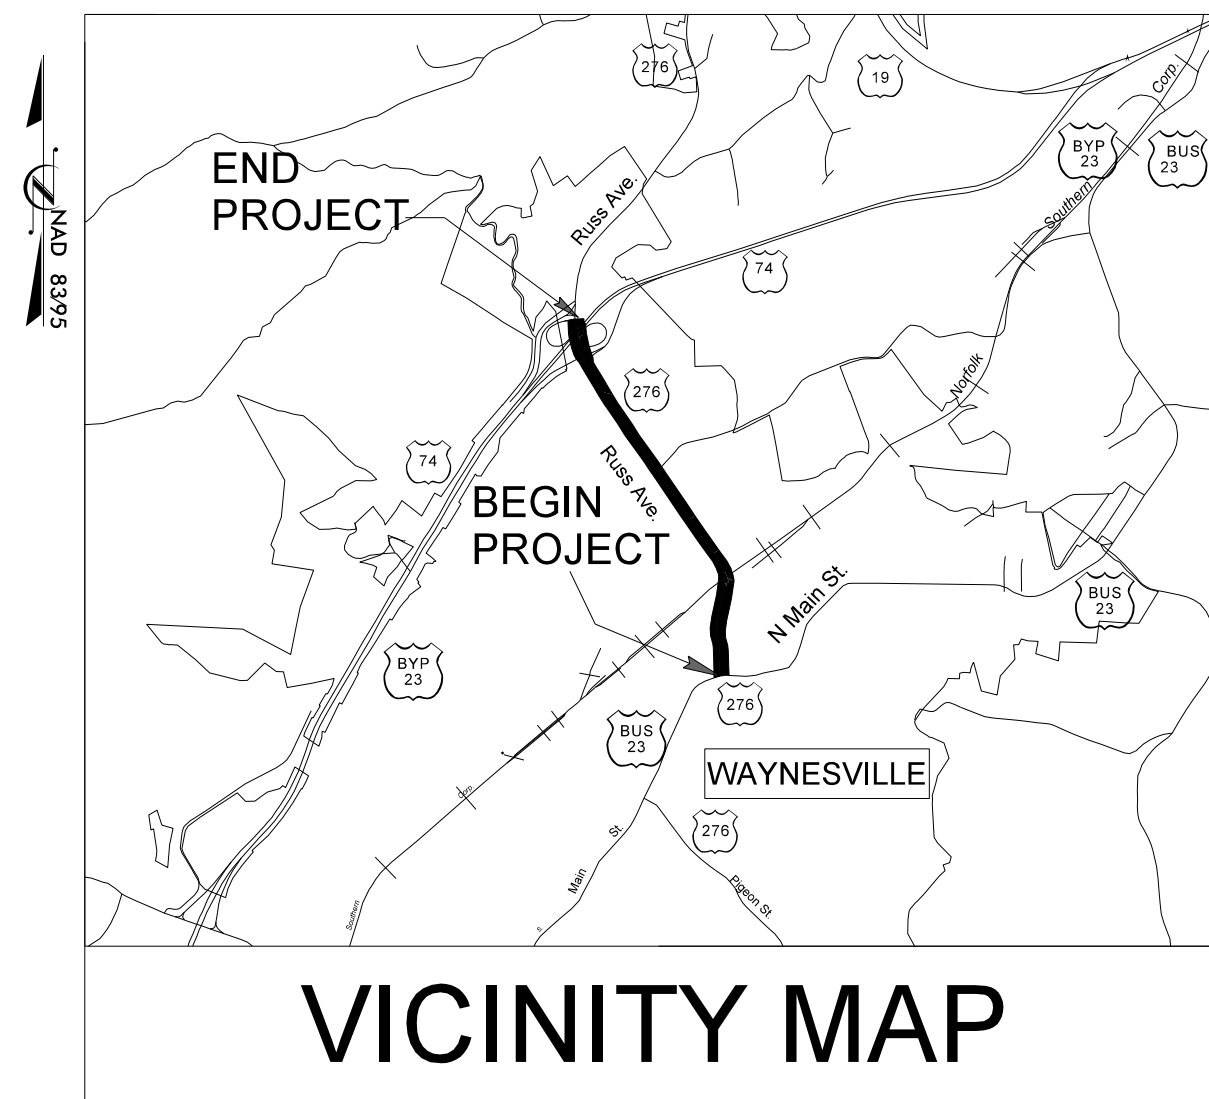 276
19
Corp.
BYP
23
BUS
23
END
PROJECT
Russ Ave.
Southern
NAD 83/95
74
276
Norfolk
74
Russ Ave.
BEGIN
PROJECT
N Main St.
BUS
23
BYP
23
276
BUS
23
WAYNESVILLE
Corp.
276
St.
Main
Pigeon St.
Southern
S.
VICINITY MAP